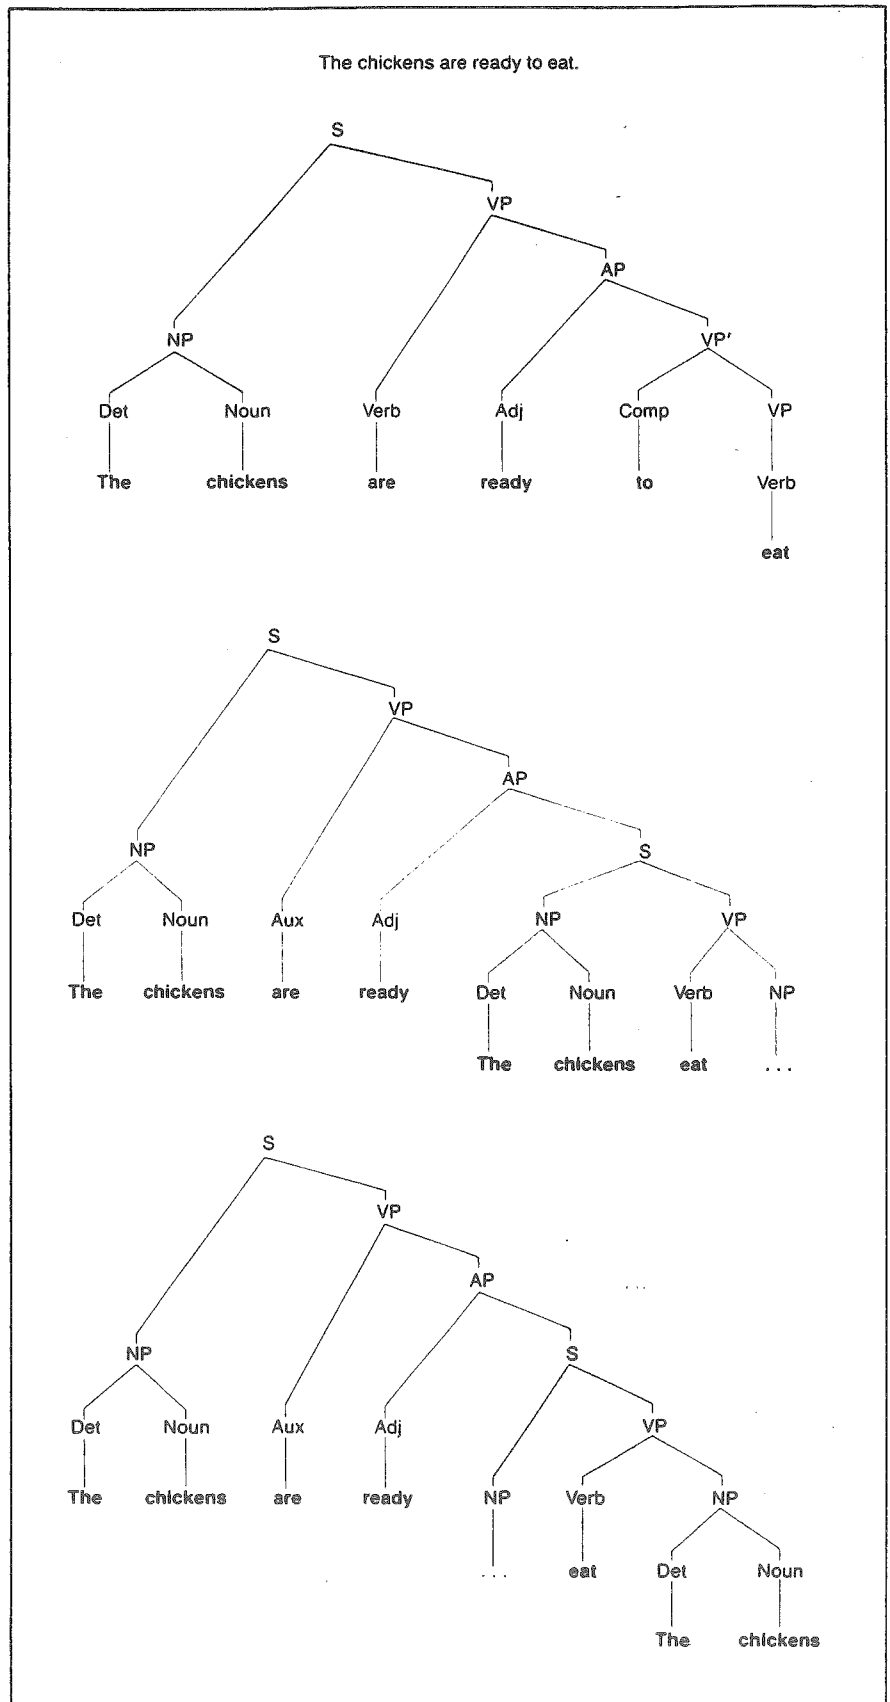 The chickens are ready to eat.
S
VP
AP
NP VP′
Det Noun Verb Adj Comp VP
The chickens are ready to Verb
eat
S
VP
AP
NP S
Det Noun Aux Adj NP VP
The chickens are ready Det Noun Verb NP
The chickens eat . . .
S
VP
AP
NP S
Det Noun Aux Adj VP
The chickens are ready NP Verb NP
. . . eat Det Noun
The chickens